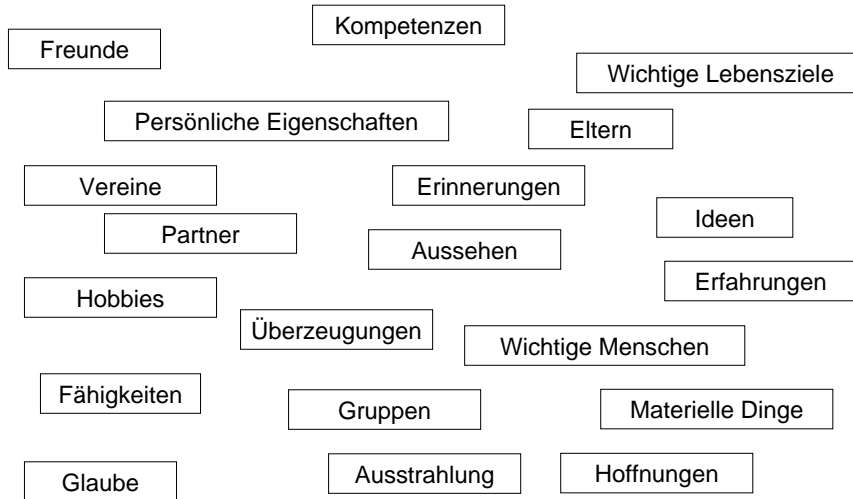 Kompetenzen
Freunde
Wichtige Lebensziele
Persönliche Eigenschaften
Eltern
Vereine
Erinnerungen
Ideen
Partner
Aussehen
Erfahrungen
Hobbies
Überzeugungen
Wichtige Menschen
Fähigkeiten
Gruppen
Materielle Dinge
Glaube
Ausstrahlung
Hoffnungen